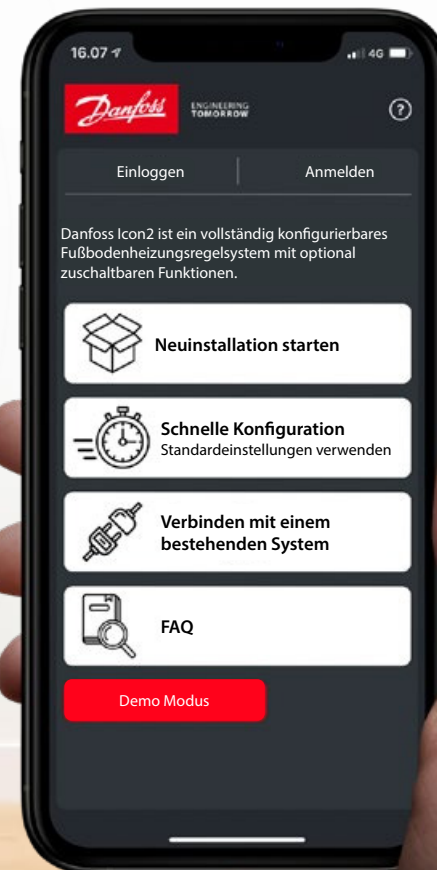 16.07
4G
Danfoss
ENGINEERING
TOMORROW
?
Einloggen
Anmelden
Danfoss Icon2 ist ein vollständig konfigurierbares
Fußbodenheizungsregelsystem mit optional
zuschaltbaren Funktionen.
Neuinstallation starten
Schnelle Konfiguration
Standardeinstellungen verwenden
Verbinden mit einem
bestehenden System
FAQ
Demo Modus